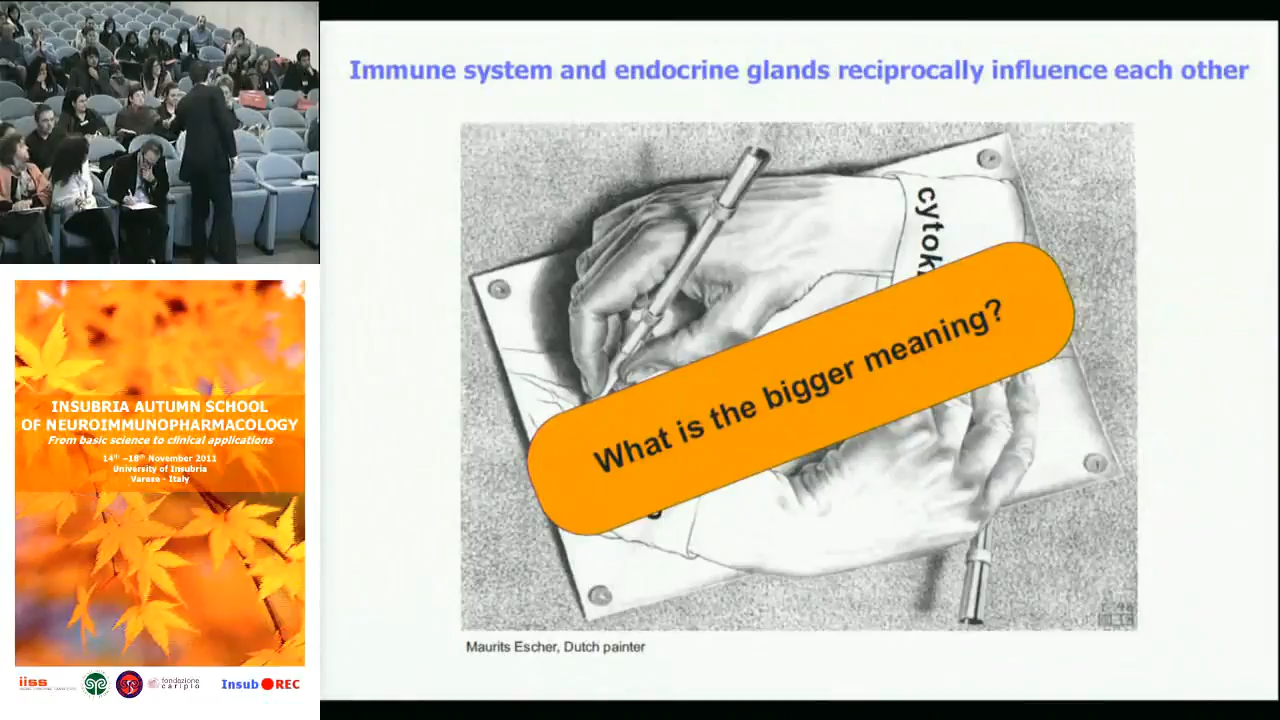 Immune system and endocrine glands reciprocally influence each other
cytok
What is the bigger meaning?
Maurits Escher, Dutch painter
INSUBRIA AUTUMN SCHOOL
OF NEUROIMMUNOPHARMACOLOGY
From basic science to clinical applications
14th –18th November 2011
University of Insubria
Varese - Italy
iiss
fondazione
cariplo
Insub REC